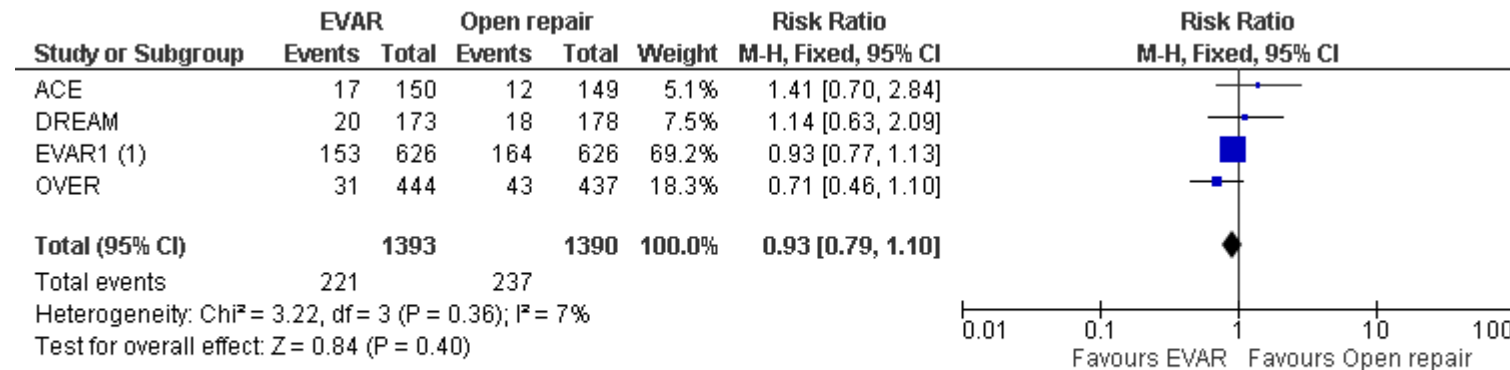 EVAR Open repair Risk Ratio Risk Ratio
Study or Subgroup Events Total Events Total Weight M-H, Fixed, 95% CI M-H, Fixed, 95% CI
ACE 17 150 12 149 5.1% 1.41 [0.70, 2.84]
DREAM 20 173 18 178 7.5% 1.14 [0.63, 2.09]
EVAR1 (1) 153 626 164 626 69.2% 0.93 [0.77, 1.13]
OVER 31 444 43 437 18.3% 0.71 [0.46, 1.10]
Total (95% CI) 1393 1390 100.0% 0.93 [0.79, 1.10]
Total events 221 237
Heterogeneity: Chi² = 3.22, df = 3 (P = 0.36); I² = 7%
Test for overall effect: Z = 0.84 (P = 0.40)
0.01 0.1 1 10 100
Favours EVAR Favours Open repair